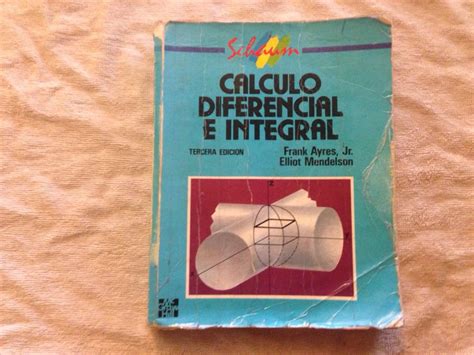 Schaum
CALCULO
DIFERENCIAL
E INTEGRAL
TERCERA EDICION
Frank Ayres, Jr.
Elliot Mendelson
Z
X
Y